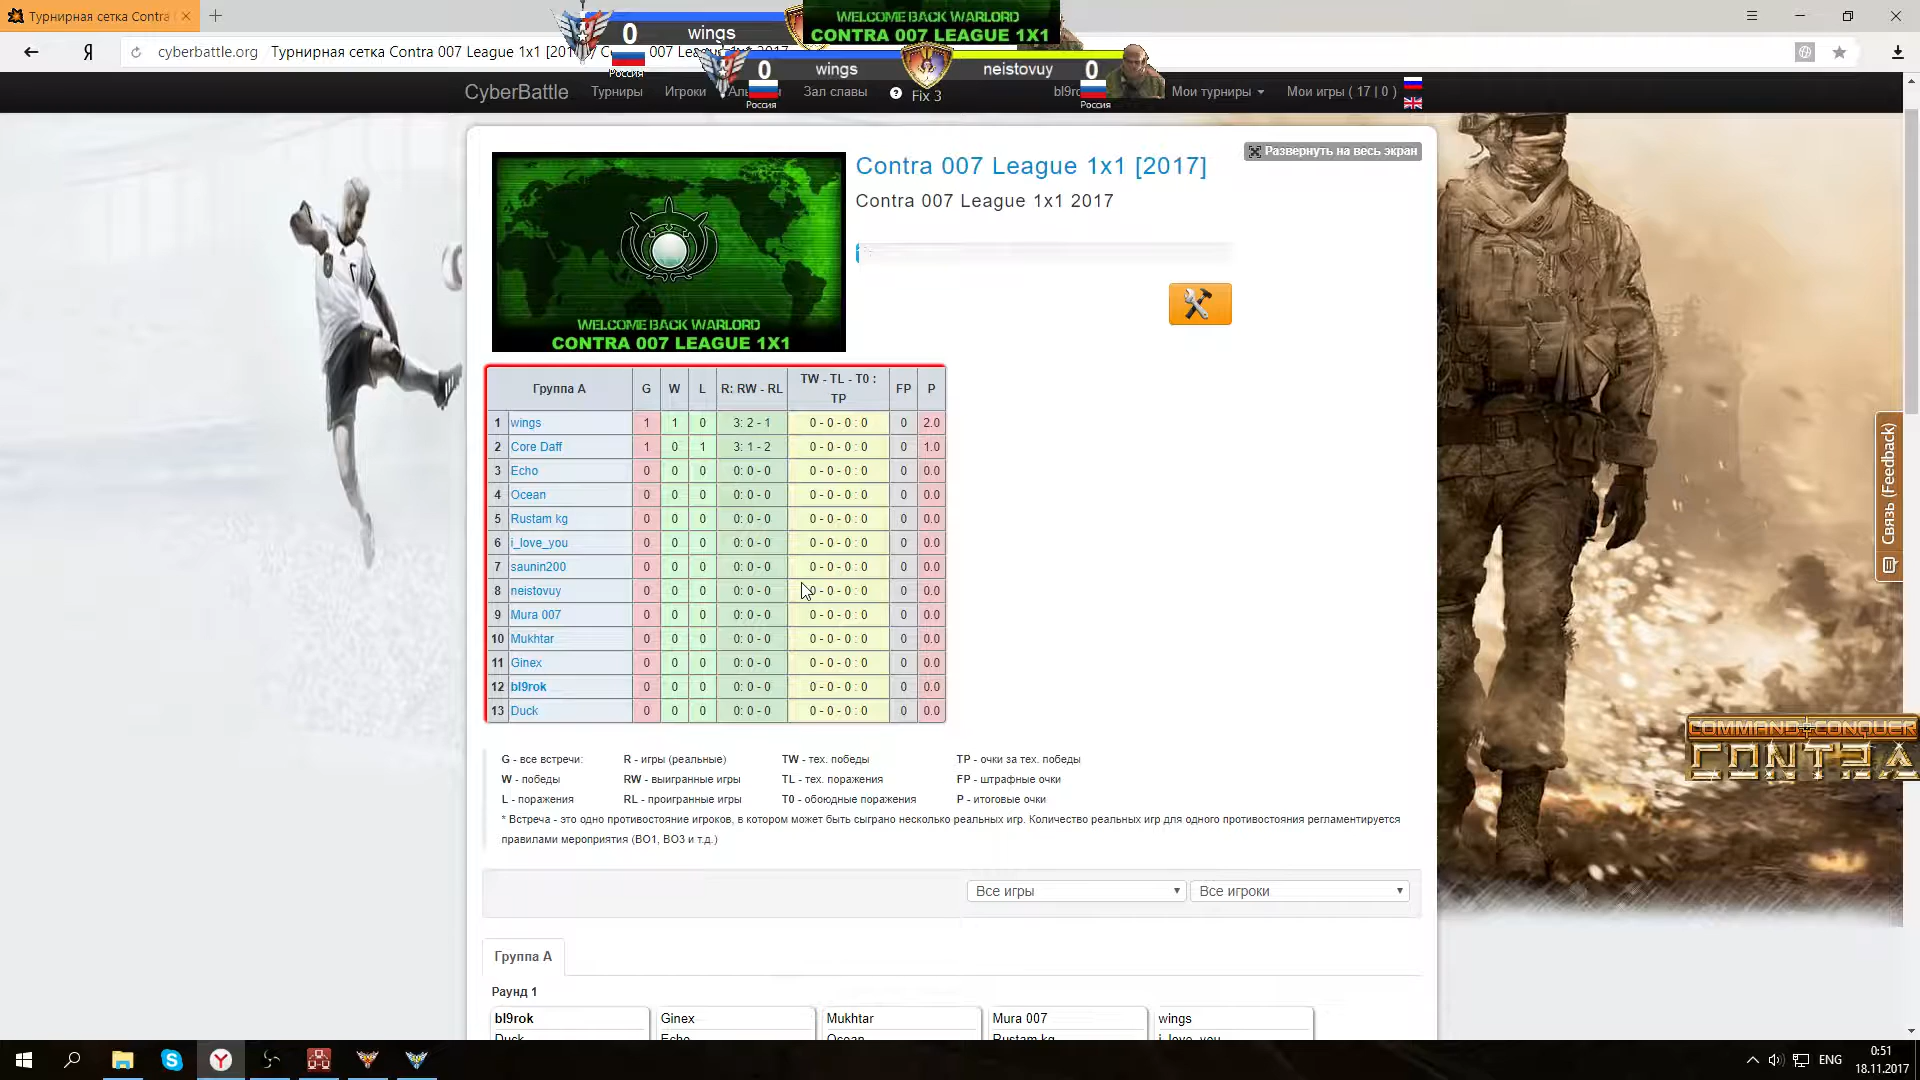 Турнирная сетка Contra
0 wings
WELCOME BACK WARLORD
CONTRA 007 LEAGUE 1X1
cyberbattle.org Турнирная сетка Contra 007 League 1x1
Россия
0 wings neistovuy 0
Россия Fix 3 Россия
CyberBattle Турниры Игроки Зал славы Мои турниры Мои игры ( 17 | 0 )
Развернуть на весь экран
Contra 007 League 1x1 [2017]
Contra 007 League 1x1 2017
WELCOME BACK WARLORD
CONTRA 007 LEAGUE 1X1
Группа A G W L R: RW - RL TW - TL - T0 : TP FP P
1 wings 1 1 0 3: 2 - 1 0 - 0 - 0 : 0 0 2.0
2 Core Daff 1 0 1 3: 1 - 2 0 - 0 - 0 : 0 0 1.0
3 Echo 0 0 0 0: 0 - 0 0 - 0 - 0 : 0 0 0.0
4 Ocean 0 0 0 0: 0 - 0 0 - 0 - 0 : 0 0 0.0
5 Rustam kg 0 0 0 0: 0 - 0 0 - 0 - 0 : 0 0 0.0
6 i_love_you 0 0 0 0: 0 - 0 0 - 0 - 0 : 0 0 0.0
7 saunin200 0 0 0 0: 0 - 0 0 - 0 - 0 : 0 0 0.0
8 neistovuy 0 0 0 0: 0 - 0 0 - 0 - 0 : 0 0 0.0
9 Mura 007 0 0 0 0: 0 - 0 0 - 0 - 0 : 0 0 0.0
10 Mukhtar 0 0 0 0: 0 - 0 0 - 0 - 0 : 0 0 0.0
11 Ginex 0 0 0 0: 0 - 0 0 - 0 - 0 : 0 0 0.0
12 bl9rok 0 0 0 0: 0 - 0 0 - 0 - 0 : 0 0 0.0
13 Duck 0 0 0 0: 0 - 0 0 - 0 - 0 : 0 0 0.0
Связь (Feedback)
COMMAND CONQUER
CONTRA
G - все встречи: R - игры (реальные) TW - тех. победы TP - очки за тех. победы
W - победы RW - выигранные игры TL - тех. поражения FP - штрафные очки
L - поражения RL - проигранные игры T0 - обоюдные поражения P - итоговые очки
* Встреча - это одно противостояние игроков, в котором может быть сыграно несколько реальных игр. Количество реальных игр для одного противостояния регламентируется
правилами мероприятия (BO1, BO3 и т.д.)
Все игры Все игроки
Группа A
Раунд 1
bl9rok Ginex Mukhtar Mura 007 wings
Duck Echo Ocean Rustam kg i_love_you
ENG 0:51
18.11.2017